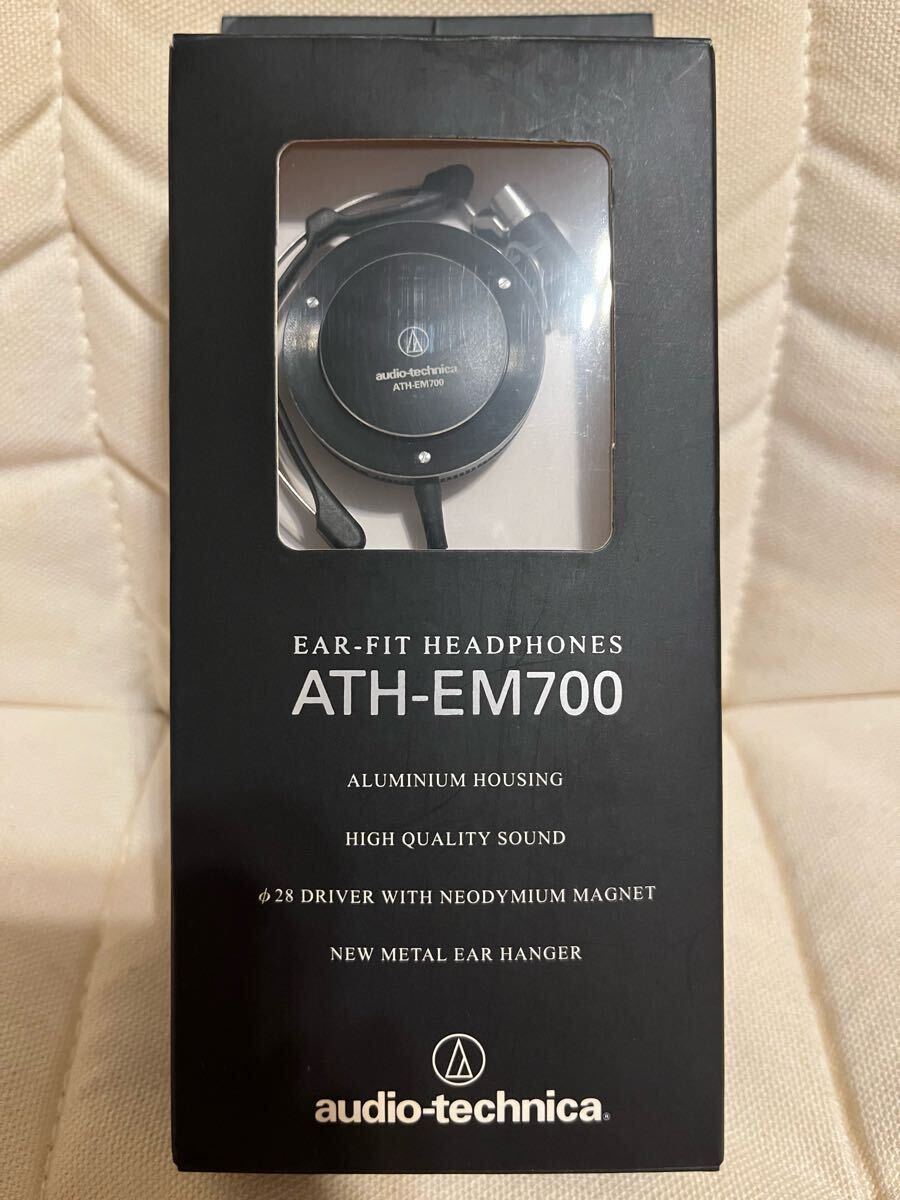 audio-technica
ATH-EM700
EAR-FIT HEADPHONES
ATH-EM700
ALUMINIUM HOUSING
HIGH QUALITY SOUND
φ28 DRIVER WITH NEODYMIUM MAGNET
NEW METAL EAR HANGER
audio-technica®